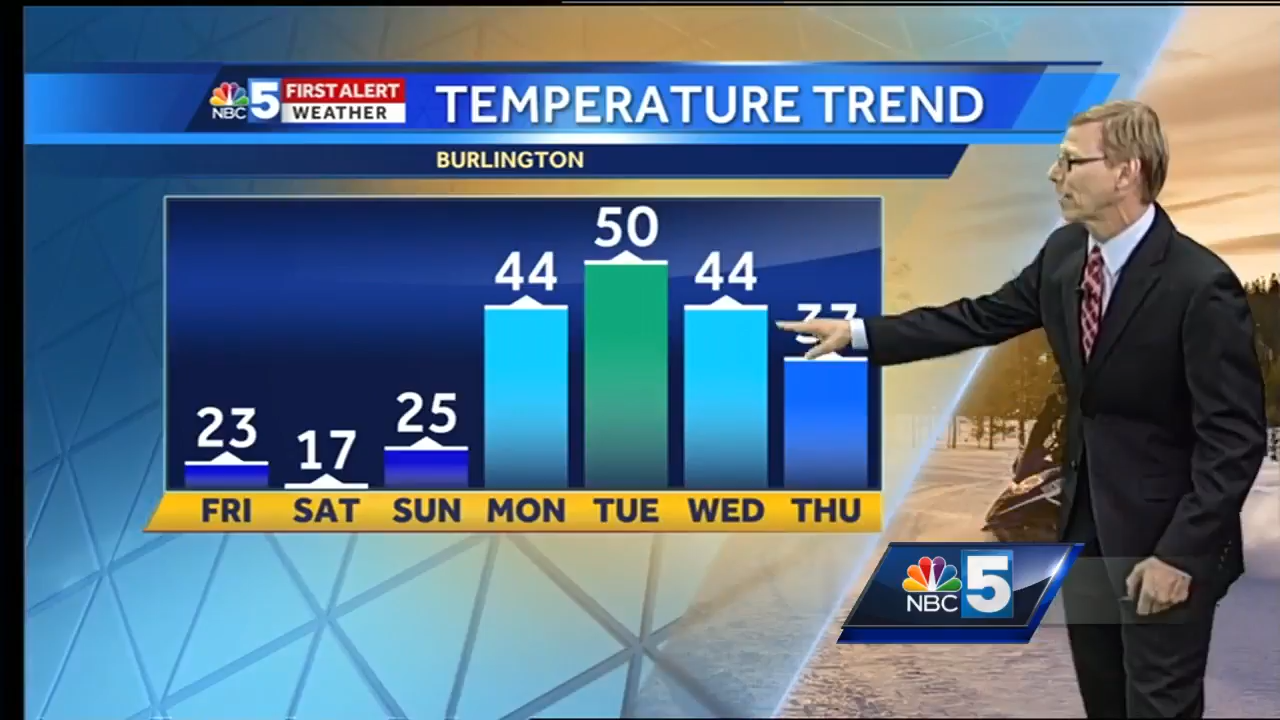 NBC 5 FIRST ALERT WEATHER
TEMPERATURE TREND
BURLINGTON
23 17 25 44 50 44 37
FRI SAT SUN MON TUE WED THU
NBC 5